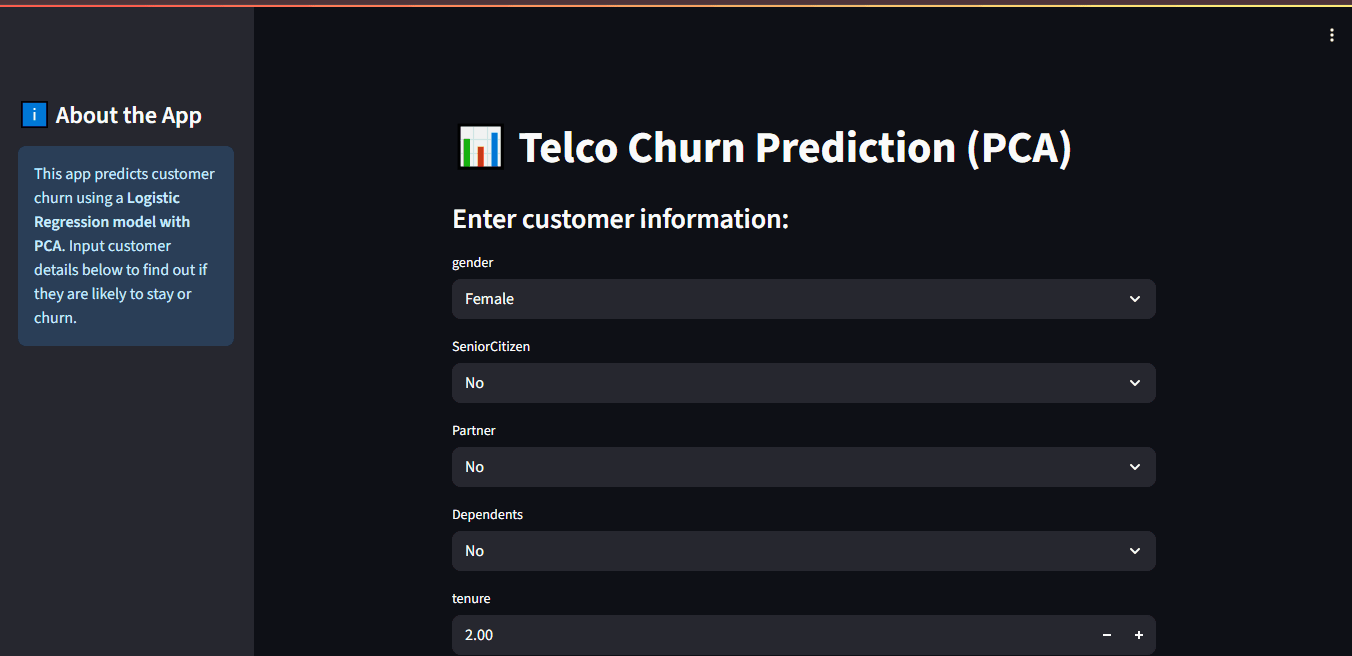 About the App
This app predicts customer
churn using a Logistic
Regression model with
PCA. Input customer
details below to find out if
they are likely to stay or
churn.
Telco Churn Prediction (PCA)
Enter customer information:
gender
Female
SeniorCitizen
No
Partner
No
Dependents
No
tenure
2.00